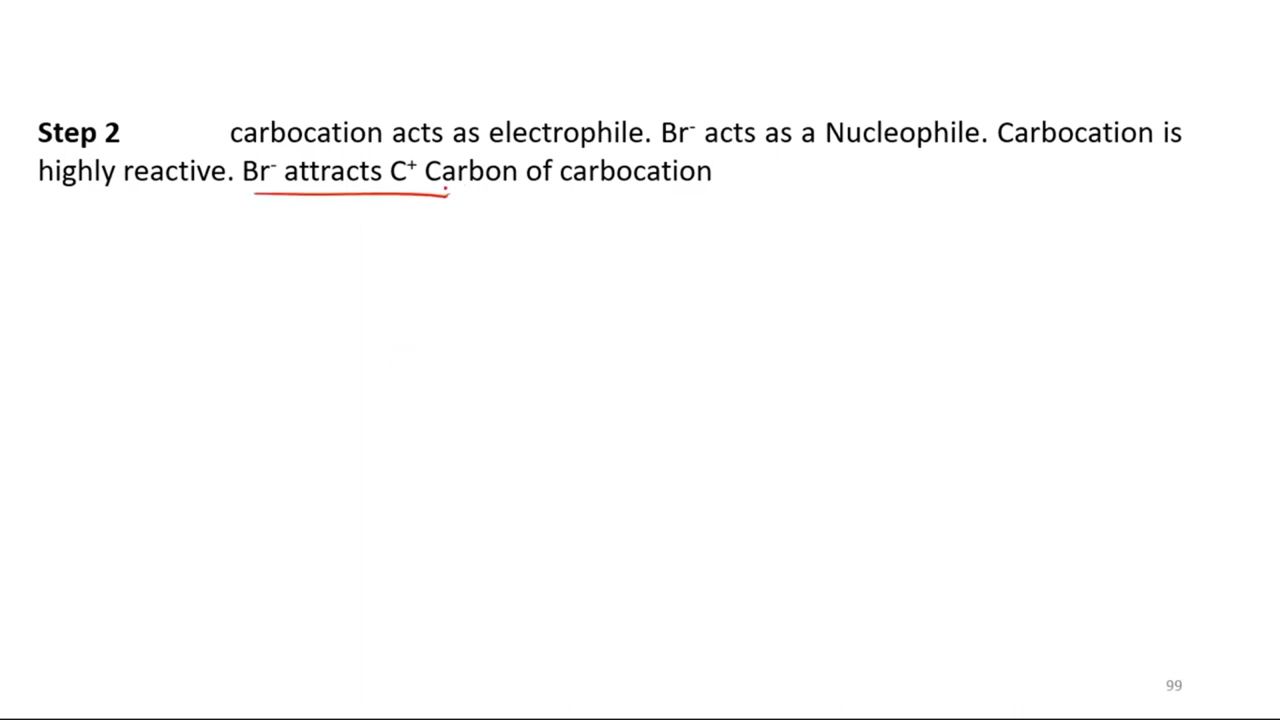 Step 2 carbocation acts as electrophile. Br⁻ acts as a Nucleophile. Carbocation is
highly reactive. Br⁻ attracts C⁺ Carbon of carbocation
99